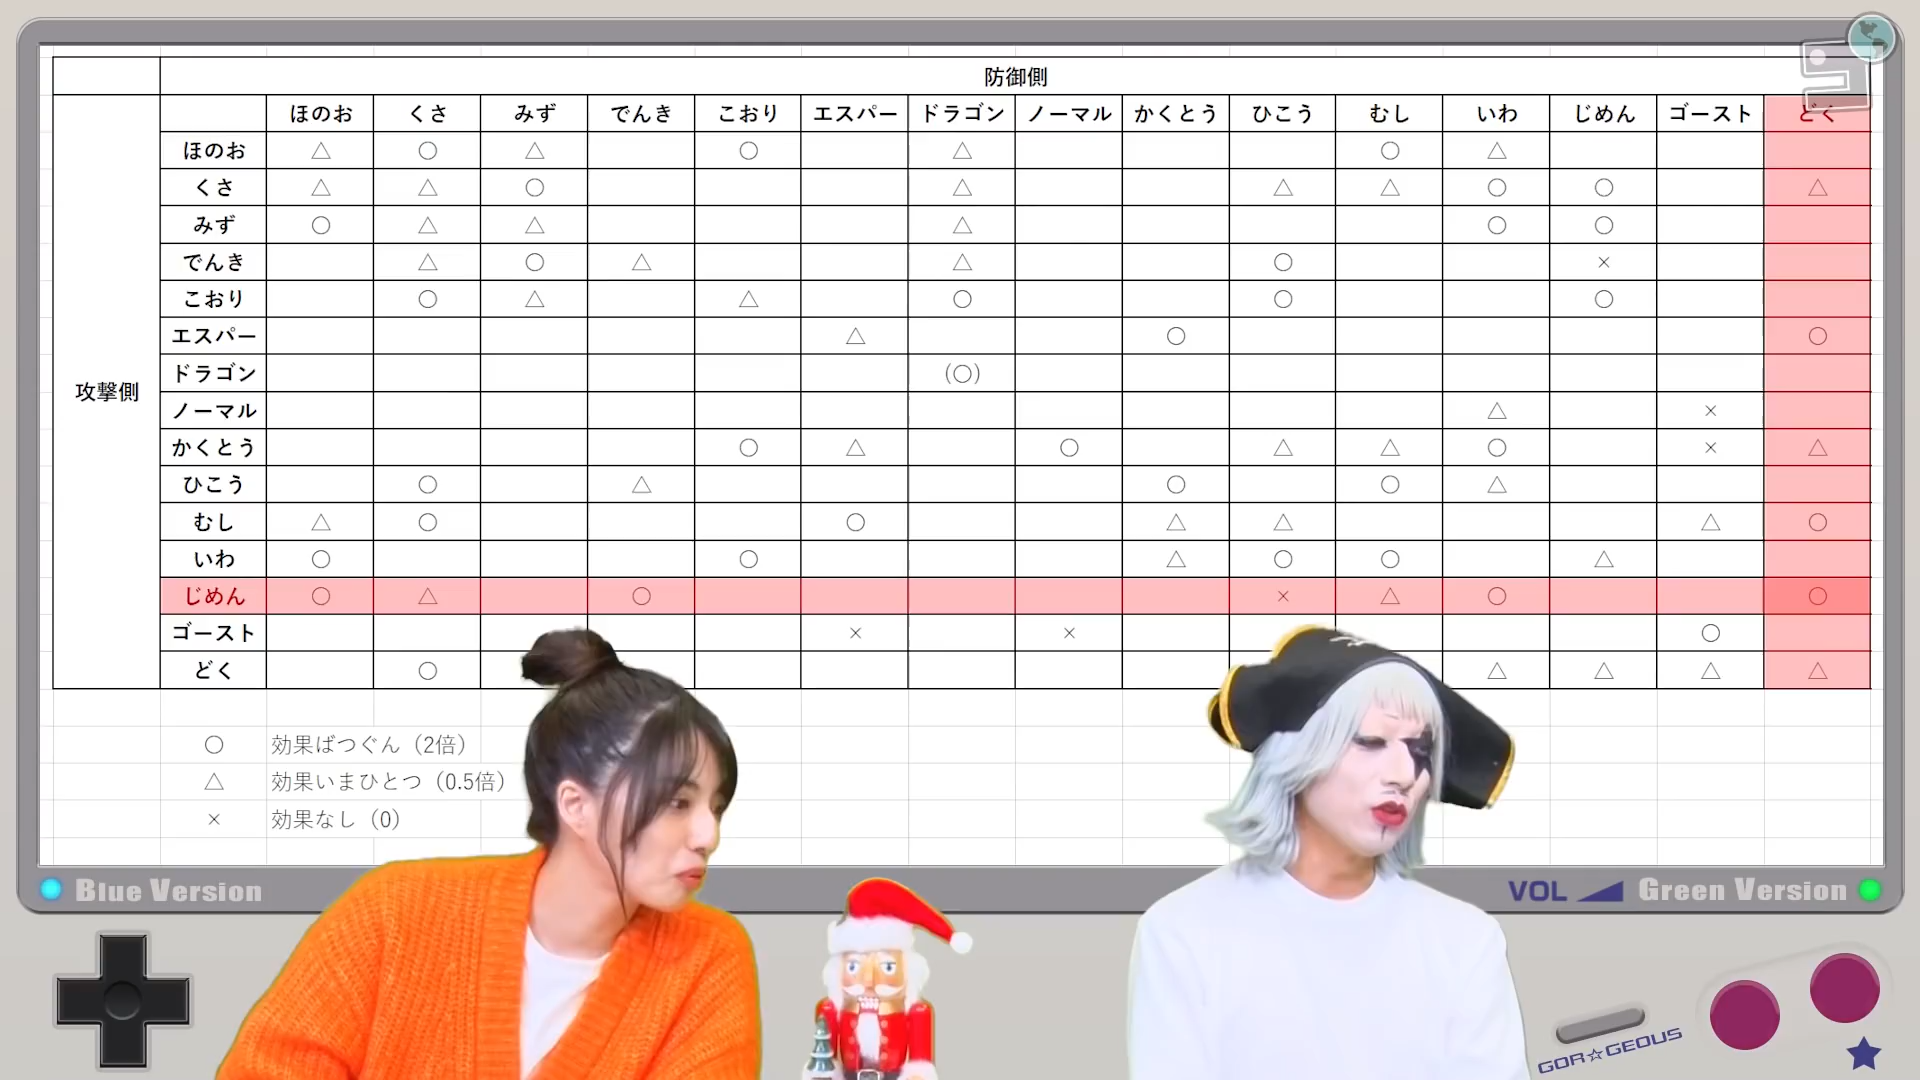 防御側
ほのお くさ みず でんき こおり エスパー ドラゴン ノーマル かくとう ひこう むし いわ じめん ゴースト どく
攻撃側
ほのお △ ○ △ ○ △ ○ △
くさ △ △ ○ △ △ △ ○ ○ △
みず ○ △ △ △ ○ ○
でんき △ ○ △ △ ○ ×
こおり ○ △ △ ○ ○ ○
エスパー △ ○ ○
ドラゴン (○)
ノーマル △ ×
かくとう ○ △ ○ △ △ ○ × △
ひこう ○ △ ○ ○ △
むし △ ○ ○ △ △ △ ○
いわ ○ ○ △ ○ ○ △
じめん ○ △ ○ × △ ○ ○
ゴースト × × ○
どく ○ △ △ △ △
○ 効果ばつぐん（2倍）
△ 効果いまひとつ（0.5倍）
× 効果なし（0）
Blue Version
VOL
Green Version
GOR☆GEOUS